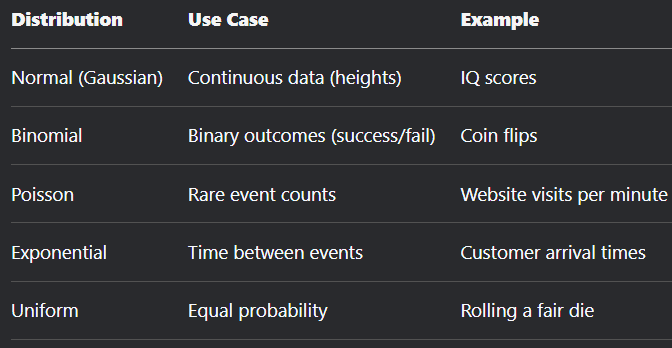 Distribution Use Case Example
Normal (Gaussian) Continuous data (heights) IQ scores
Binomial Binary outcomes (success/fail) Coin flips
Poisson Rare event counts Website visits per minute
Exponential Time between events Customer arrival times
Uniform Equal probability Rolling a fair die